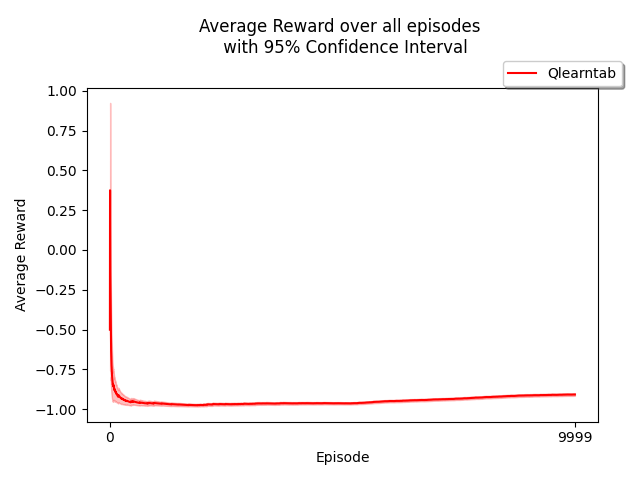 Average Reward over all episodes
with 95% Confidence Interval
Qlearntab
1.00
0.75
0.50
0.25
0.00
−0.25
−0.50
−0.75
−1.00
Average Reward
0 9999
Episode